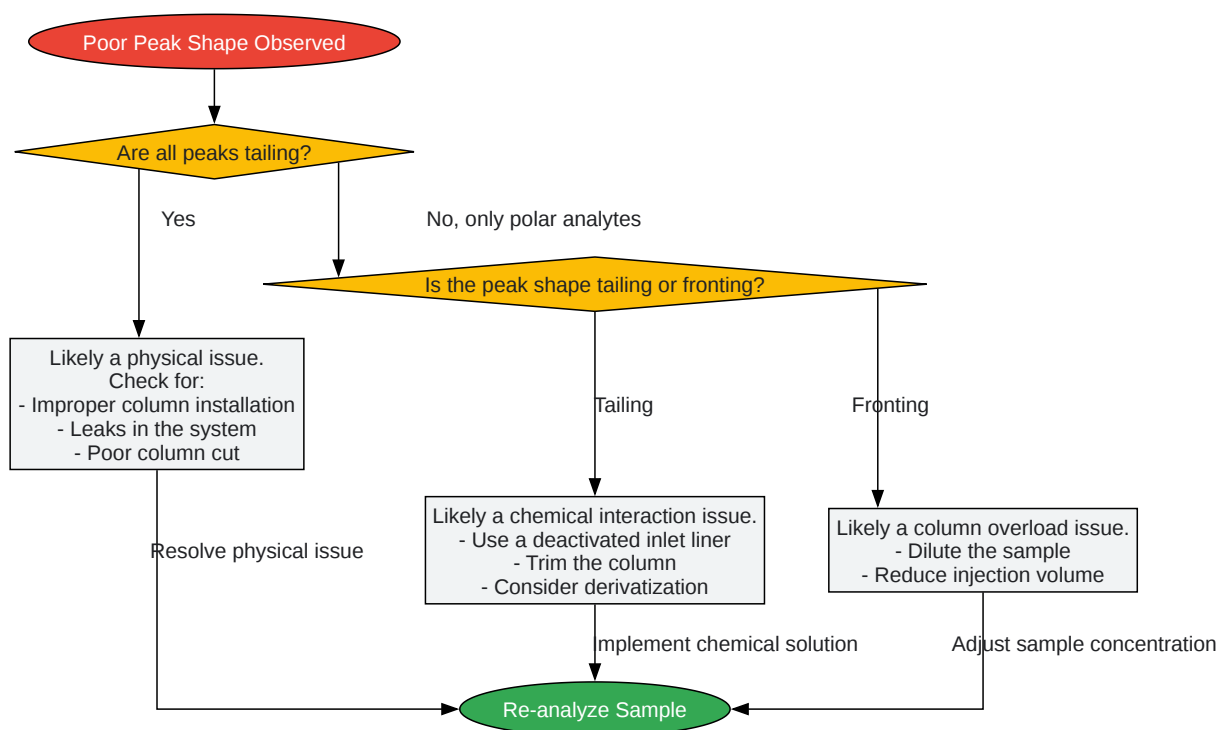 Poor Peak Shape Observed
Are all peaks tailing?
Yes
No, only polar analytes
Is the peak shape tailing or fronting?
Likely a physical issue.
Check for:
- Improper column installation
- Leaks in the system
- Poor column cut
Tailing
Fronting
Likely a chemical interaction issue.
- Use a deactivated inlet liner
- Trim the column
- Consider derivatization
Likely a column overload issue.
- Dilute the sample
- Reduce injection volume
Resolve physical issue
Implement chemical solution
Adjust sample concentration
Re-analyze Sample